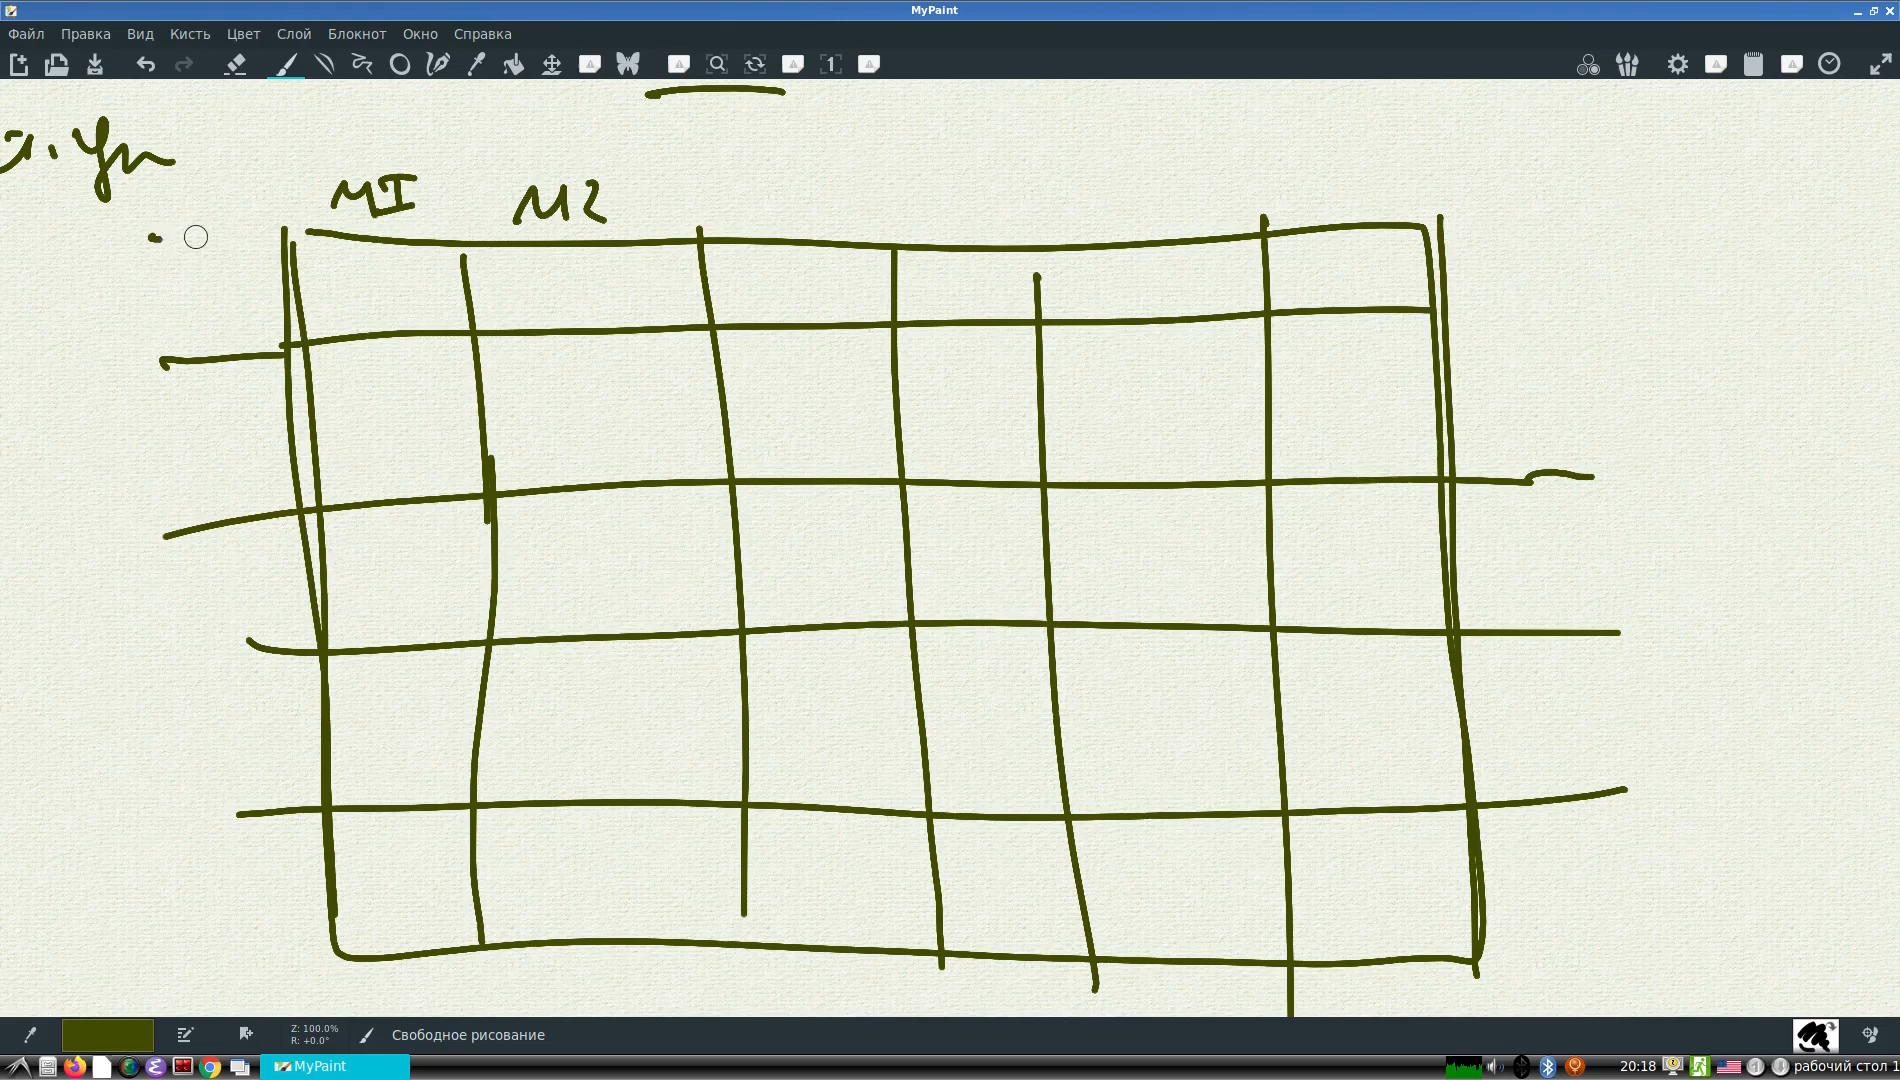 MyPaint
Файл Правка Вид Кисть Цвет Слой Блокнот Окно Справка
MI M2
Z: 100.0%
R: +0.0°
Свободное рисование
MyPaint
20:18
рабочий стол 1